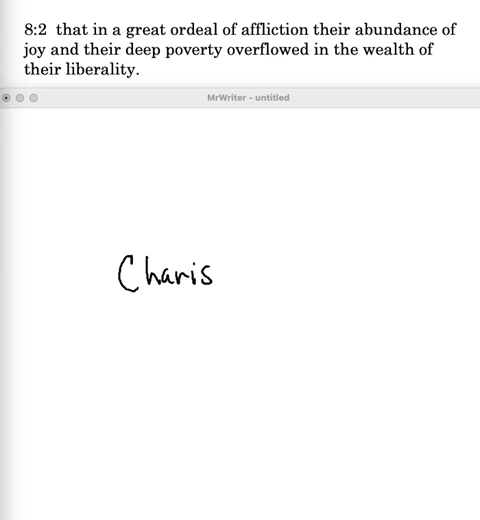 8:2 that in a great ordeal of affliction their abundance of
joy and their deep poverty overflowed in the wealth of
their liberality.
MrWriter - untitled
Charis